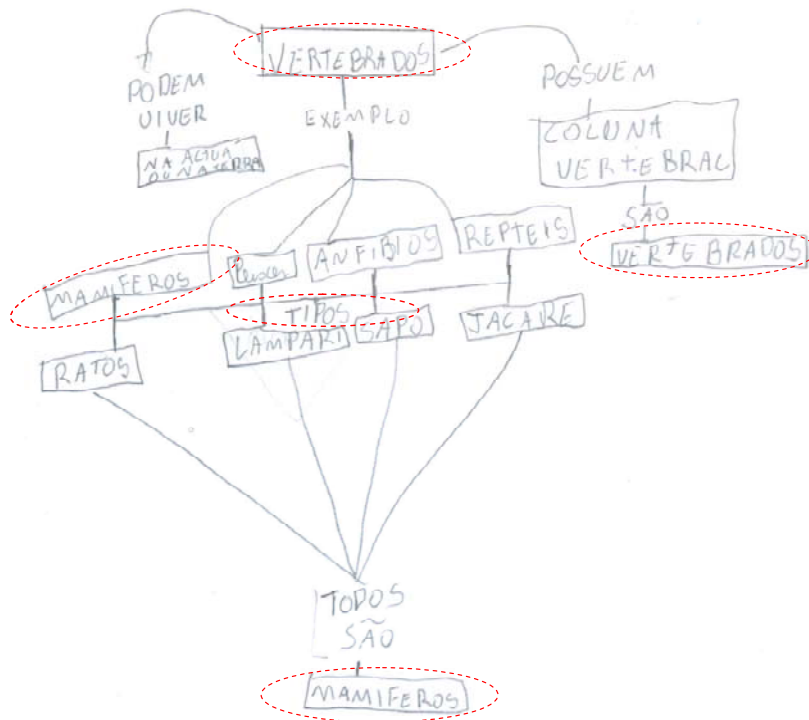 VERTEBRADOS
PODEM
VIVER
NA AGUA
OU NA TERRA
EXEMPLO
POSSUEM
COLUNA
VERTEBRAL
SÃO
VERTEBRADOS
MAMIFEROS
Peixes
ANFIBIOS
REPTEIS
TIPOS
RATOS
LAMPARI
SAPO
JACARE
TODOS
SÃO
MAMIFEROS